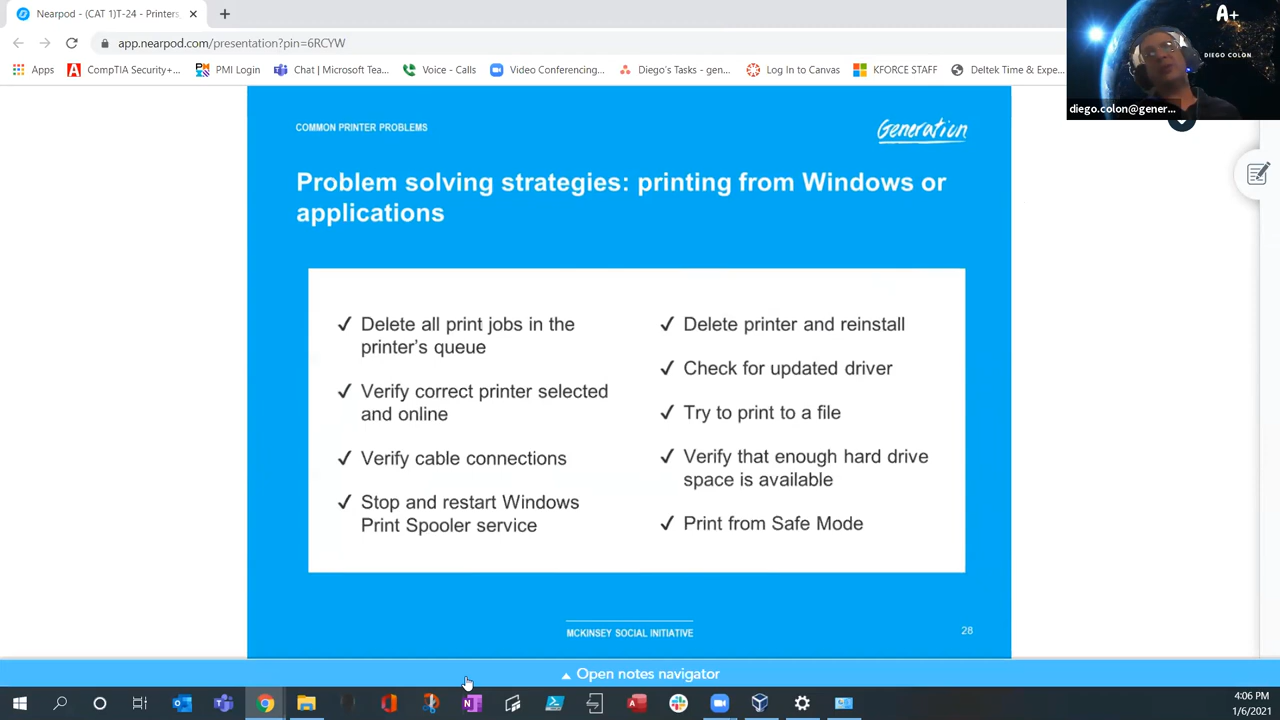 Nearpod - (CAT 1)T-24 - Printers
app.nearpod.com/presentation?pin=6RCYW
Apps
CompTIA Security+...
PMI Login
Chat | Microsoft Tea...
Voice - Calls
Video Conferencing...
Diego's Tasks - gen...
Log In to Canvas
KFORCE STAFF
Deltek Time & Expe...
A+
DIEGO COLON
diego.colon@gener...
COMMON PRINTER PROBLEMS
Generation
Problem solving strategies: printing from Windows or
applications
✓ Delete all print jobs in the
printer's queue
✓ Verify correct printer selected
and online
✓ Verify cable connections
✓ Stop and restart Windows
Print Spooler service
✓ Delete printer and reinstall
✓ Check for updated driver
✓ Try to print to a file
✓ Verify that enough hard drive
space is available
✓ Print from Safe Mode
MCKINSEY SOCIAL INITIATIVE
28
Open notes navigator
4:06 PM
1/6/2021